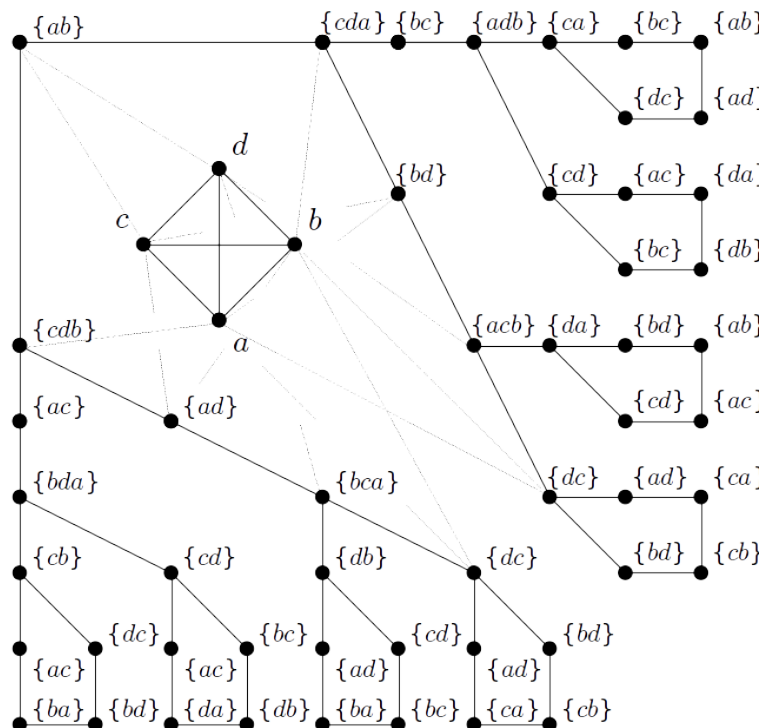 {ab} {cda} {bc} {adb} {ca} {bc} {ab}
{dc} {ad}
d
{bd} {cd} {ac} {da}
c b
{bc} {db}
{cdb} a {acb} {da} {bd} {ab}
{ac} {ad} {cd} {ac}
{bda} {bca} {dc} {ad} {ca}
{cb} {cd} {db} {dc} {bd} {cb}
{dc} {bc} {cd} {bd}
{ac} {ac} {ad} {ad}
{ba} {bd} {da} {db} {ba} {bc} {ca} {cb}